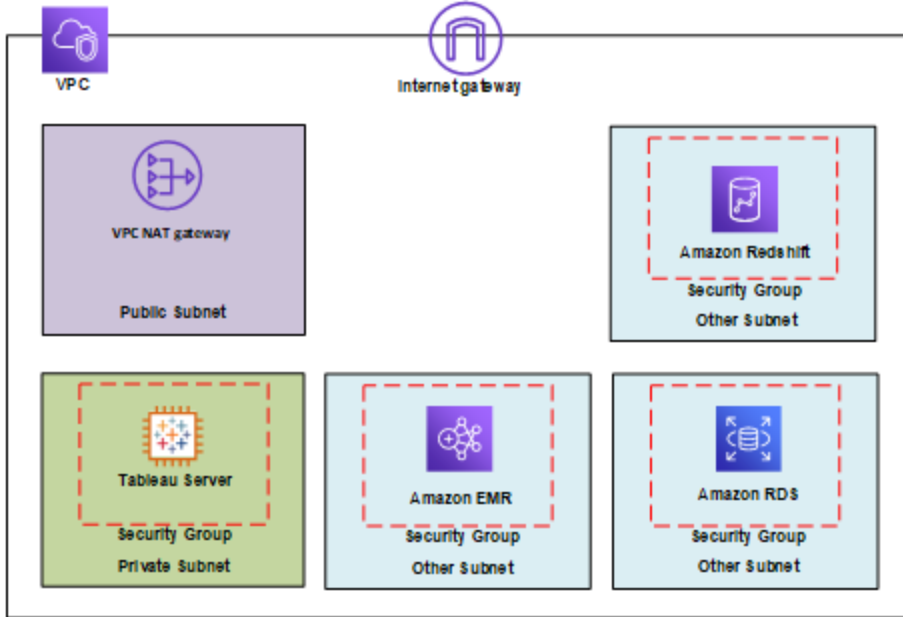 VPC
Internet gateway
VPC NAT gateway
Public Subnet
Amazon Redshift
Security Group
Other Subnet
Tableau Server
Security Group
Private Subnet
Amazon EMR
Security Group
Other Subnet
Amazon RDS
Security Group
Other Subnet